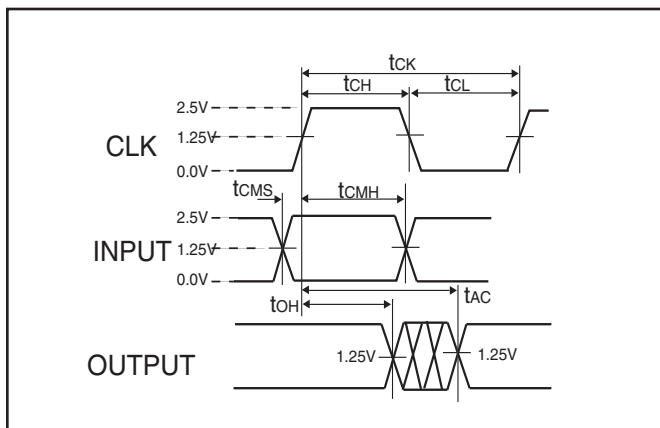 tCK
tCH tCL
2.5V
CLK 1.25V
0.0V
tCMS tCMH
2.5V
INPUT 1.25V
0.0V
tOH tAC
1.25V 1.25V
OUTPUT